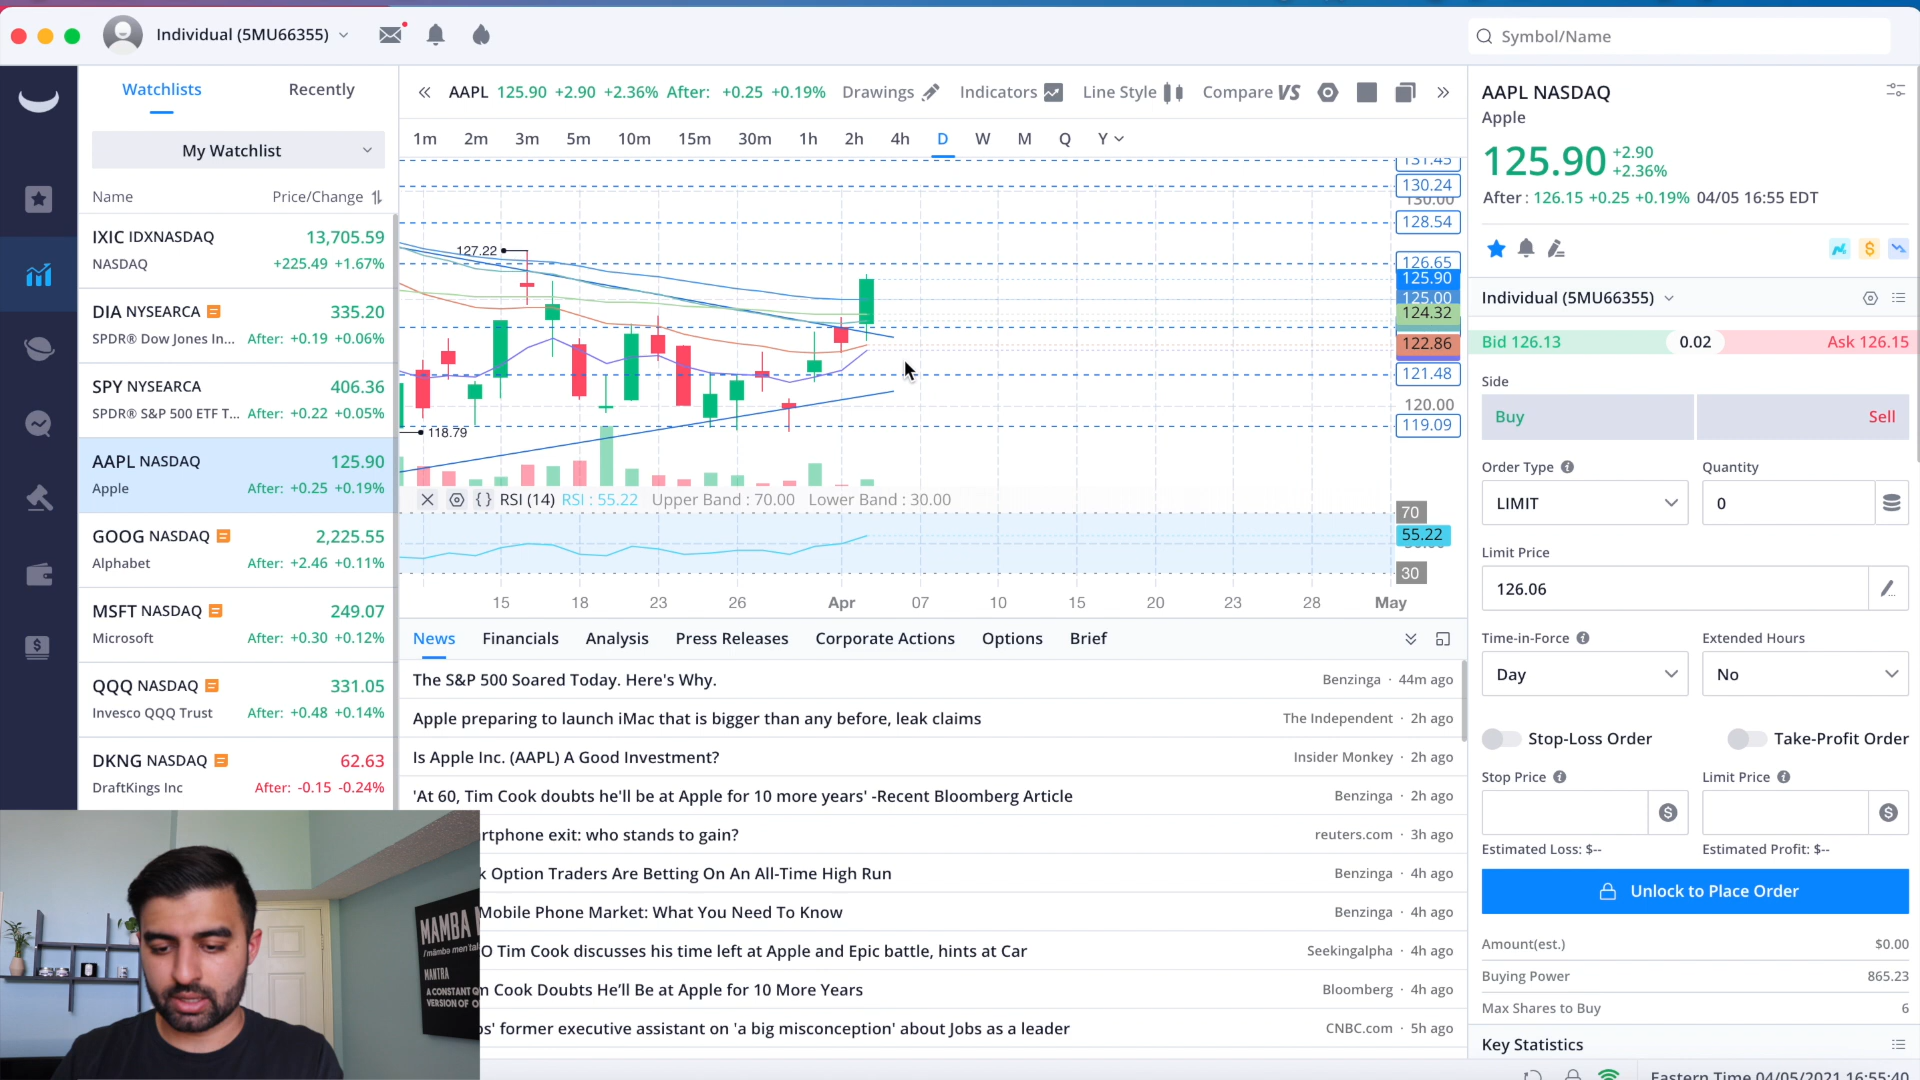 Individual (5MU66355)
Symbol/Name
Watchlists Recently
My Watchlist
Name Price/Change
IXIC IDXNASDAQ 13,705.59
NASDAQ +225.49 +1.67%
DIA NYSEARCA 335.20
SPDR® Dow Jones In... After: +0.19 +0.06%
SPY NYSEARCA 406.36
SPDR® S&P 500 ETF T... After: +0.22 +0.05%
AAPL NASDAQ 125.90
Apple After: +0.25 +0.19%
GOOG NASDAQ 2,225.55
Alphabet After: +2.46 +0.11%
MSFT NASDAQ 249.07
Microsoft After: +0.30 +0.12%
QQQ NASDAQ 331.05
Invesco QQQ Trust After: +0.48 +0.14%
DKNG NASDAQ 62.63
DraftKings Inc After: -0.15 -0.24%
AAPL 125.90 +2.90 +2.36% After: +0.25 +0.19% Drawings Indicators Line Style Compare VS
1m 2m 3m 5m 10m 15m 30m 1h 2h 4h D W M Q Y
131.45
130.24
130.00
128.54
127.22
126.65
125.90
125.00
124.32
122.86
121.48
120.00
119.09
118.79
RSI (14) RSI : 55.22 Upper Band : 70.00 Lower Band : 30.00
70
55.22
30
15 18 23 26 Apr 07 10 15 20 23 28 May
News Financials Analysis Press Releases Corporate Actions Options Brief
The S&P 500 Soared Today. Here's Why. Benzinga · 44m ago
Apple preparing to launch iMac that is bigger than any before, leak claims The Independent · 2h ago
Is Apple Inc. (AAPL) A Good Investment? Insider Monkey · 2h ago
'At 60, Tim Cook doubts he'll be at Apple for 10 more years' -Recent Bloomberg Article Benzinga · 2h ago
rtphone exit: who stands to gain? reuters.com · 3h ago
k Option Traders Are Betting On An All-Time High Run Benzinga · 4h ago
Mobile Phone Market: What You Need To Know Benzinga · 4h ago
O Tim Cook discusses his time left at Apple and Epic battle, hints at Car Seekingalpha · 4h ago
n Cook Doubts He'll Be at Apple for 10 More Years Bloomberg · 4h ago
os' former executive assistant on 'a big misconception' about Jobs as a leader CNBC.com · 5h ago
AAPL NASDAQ
Apple
125.90 +2.90
+2.36%
After : 126.15 +0.25 +0.19% 04/05 16:55 EDT
Individual (5MU66355)
Bid 126.13 0.02 Ask 126.15
Side
Buy Sell
Order Type Quantity
LIMIT 0
Limit Price
126.06
Time-in-Force Extended Hours
Day No
Stop-Loss Order Take-Profit Order
Stop Price Limit Price
Estimated Loss: $-- Estimated Profit: $--
Unlock to Place Order
Amount(est.) $0.00
Buying Power 865.23
Max Shares to Buy 6
Key Statistics
Eastern Time 04/05/2021 16:55:40
MAMBA
/mämbə men'tal
MANTRA
A CONSTANT
VERSION OF